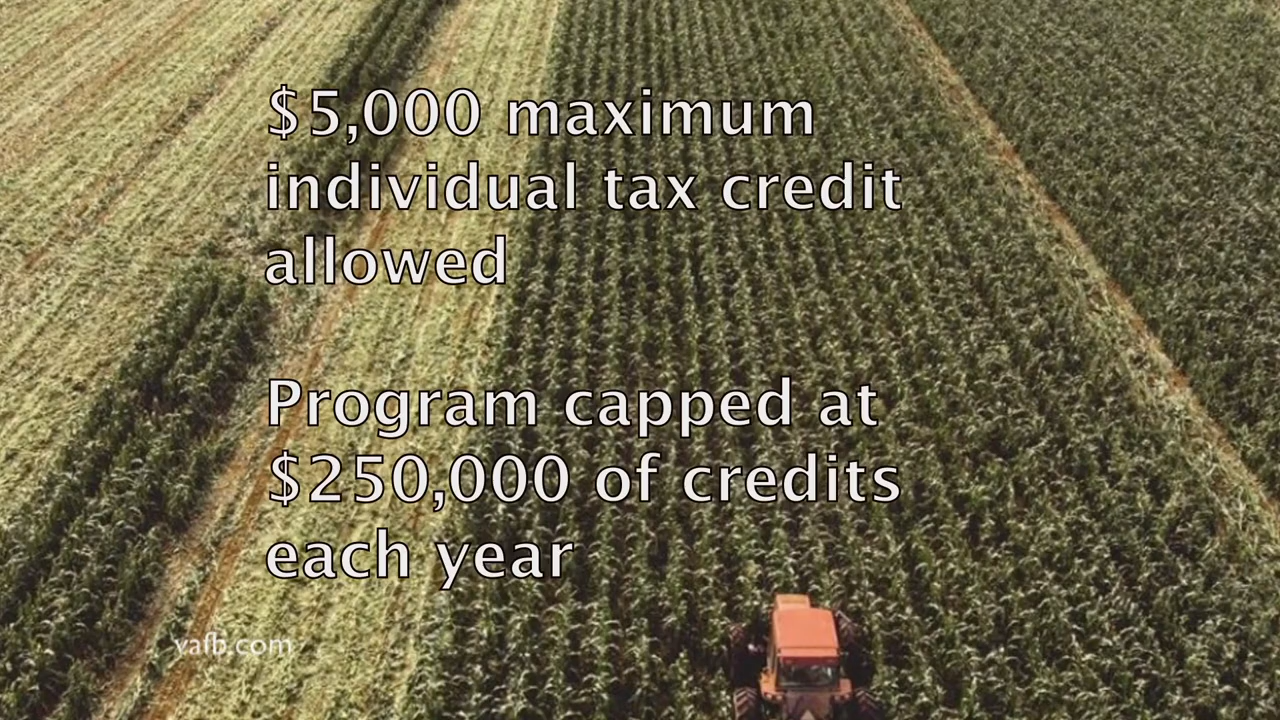 $5,000 maximum
individual tax credit
allowed
Program capped at
$250,000 of credits
each year
vafb.com